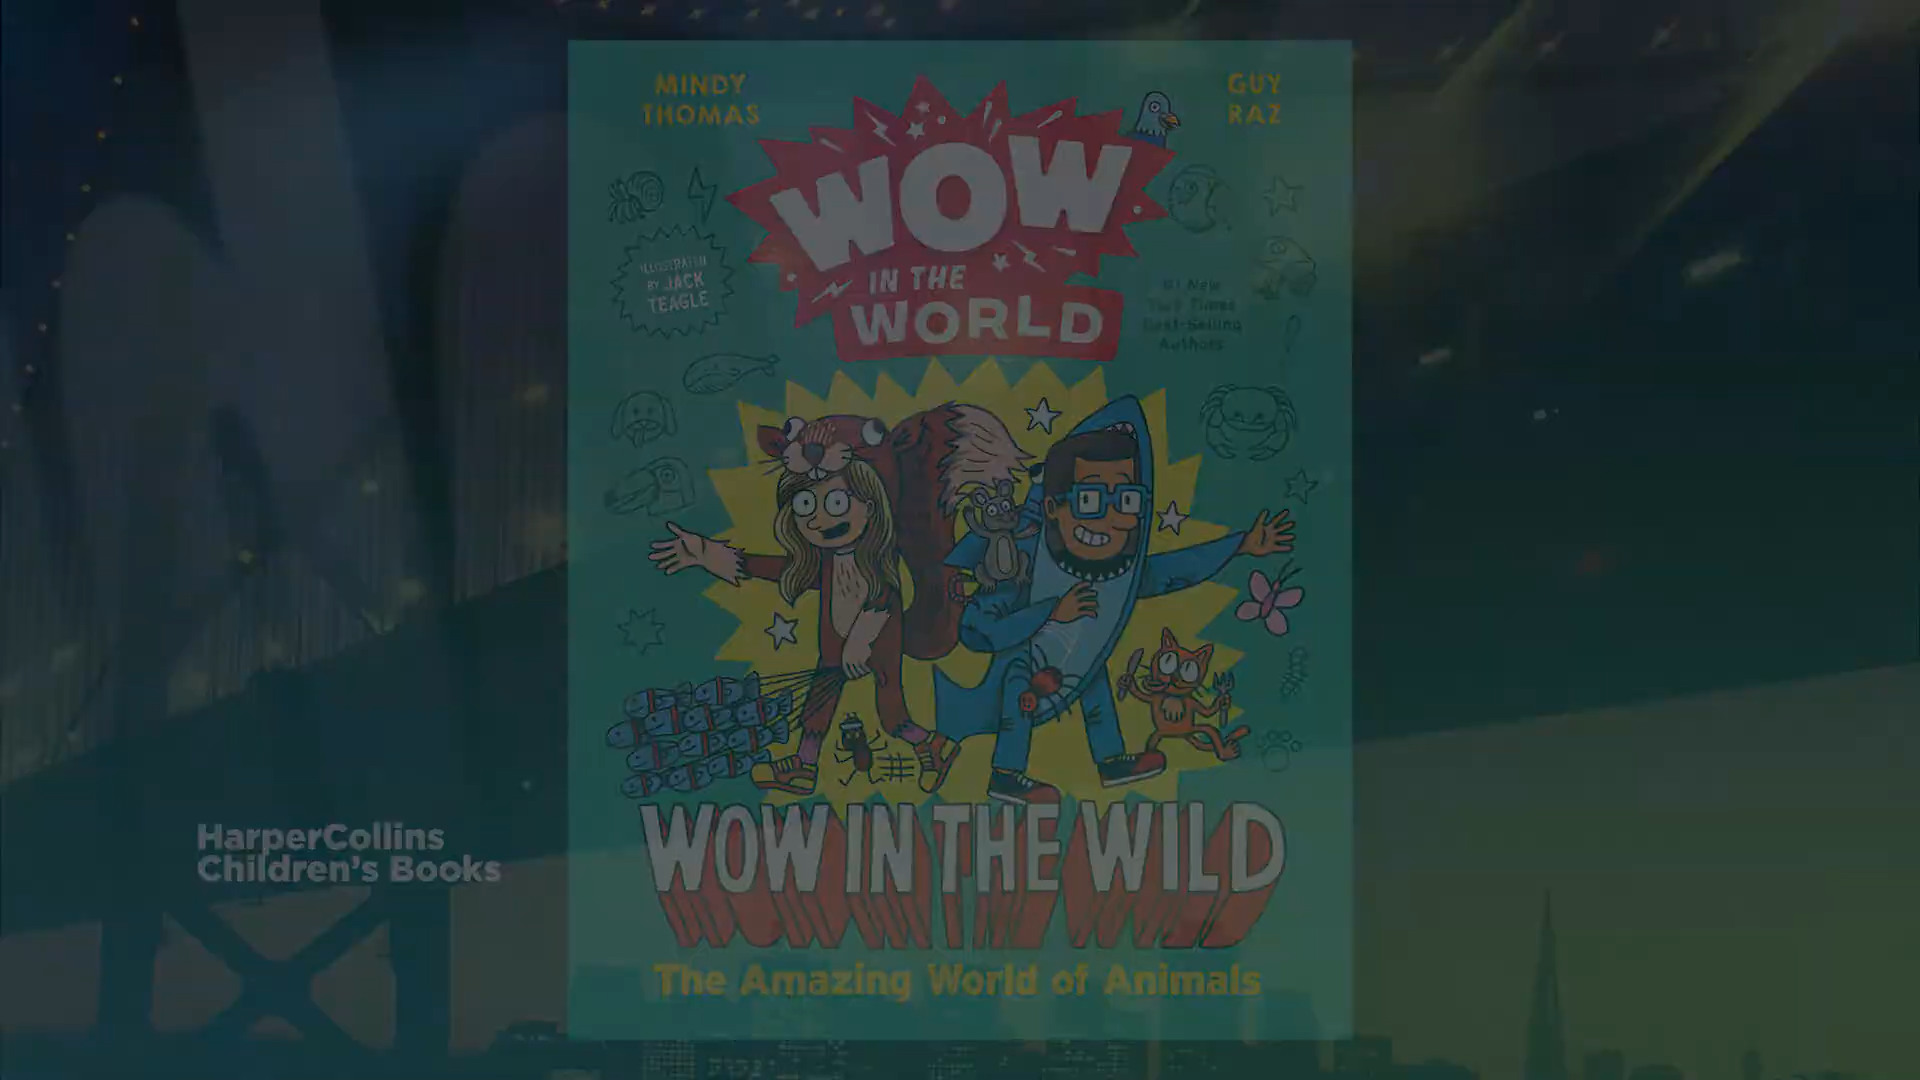 MINDY
THOMAS
GUY
RAZ
WOW
IN THE
WORLD
ILLUSTRATED
BY JACK
TEAGLE
#1 New
York Times
Best-Selling
Authors
HarperCollins
Children's Books
WOW IN THE WILD
The Amazing World of Animals